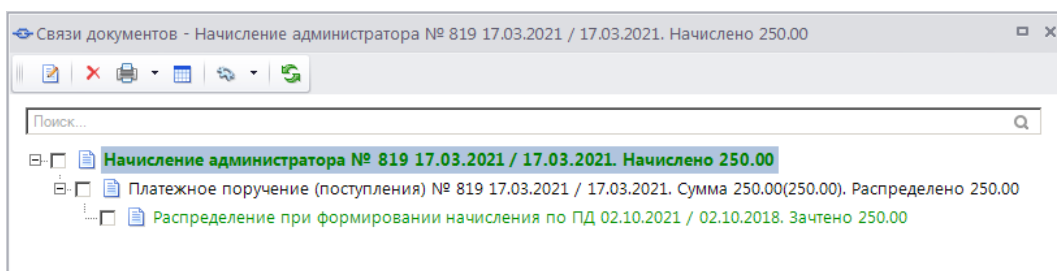 Связи документов - Начисление администратора № 819 17.03.2021 / 17.03.2021. Начислено 250.00
Поиск...
Начисление администратора № 819 17.03.2021 / 17.03.2021. Начислено 250.00
Платежное поручение (поступления) № 819 17.03.2021 / 17.03.2021. Сумма 250.00(250.00). Распределено 250.00
Распределение при формировании начисления по ПД 02.10.2021 / 02.10.2018. Зачтено 250.00